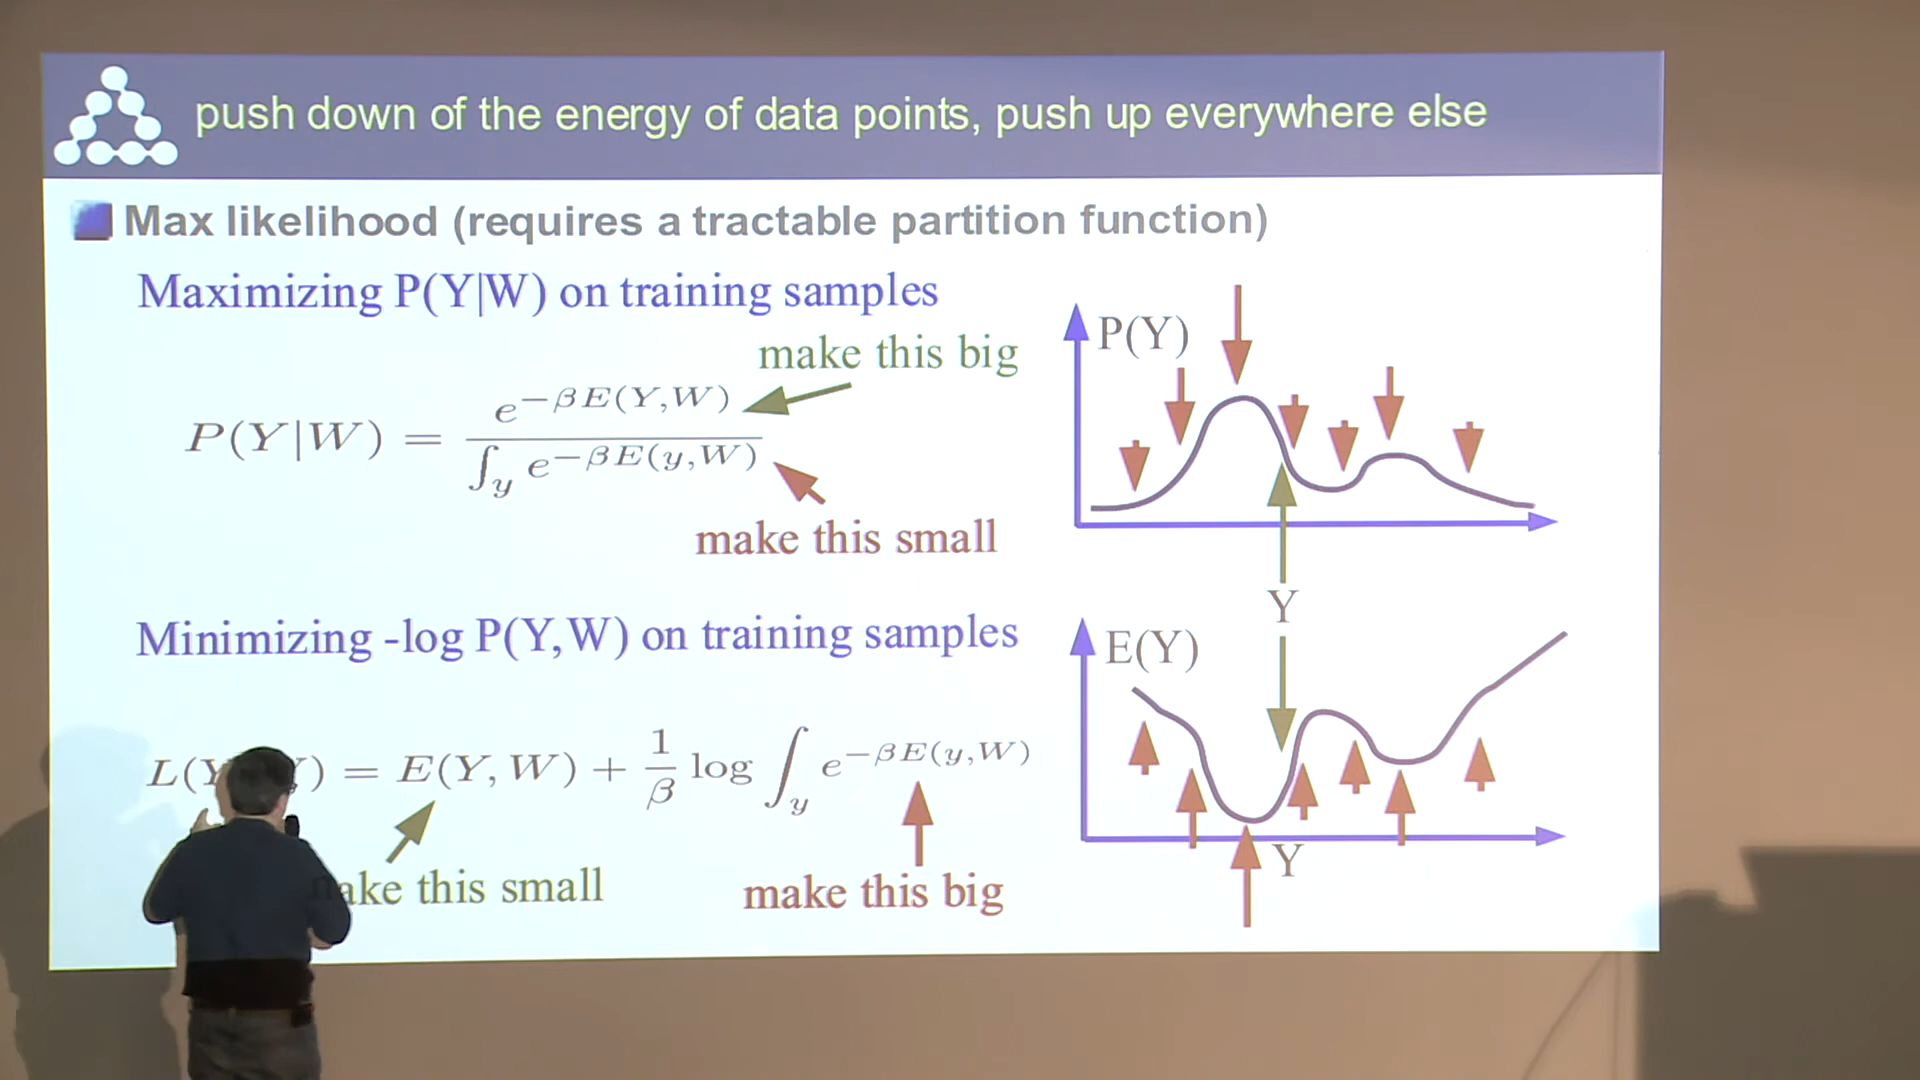 push down of the energy of data points, push up everywhere else
Max likelihood (requires a tractable partition function)
Maximizing P(Y|W) on training samples
make this big
P(Y|W) = e^{-βE(Y,W)} / ∫_y e^{-βE(y,W)}
make this small
P(Y)
Y
Minimizing -log P(Y,W) on training samples
E(Y)
L(Y ) = E(Y,W) + 1/β log ∫_y e^{-βE(y,W)}
this small
make this big
Y